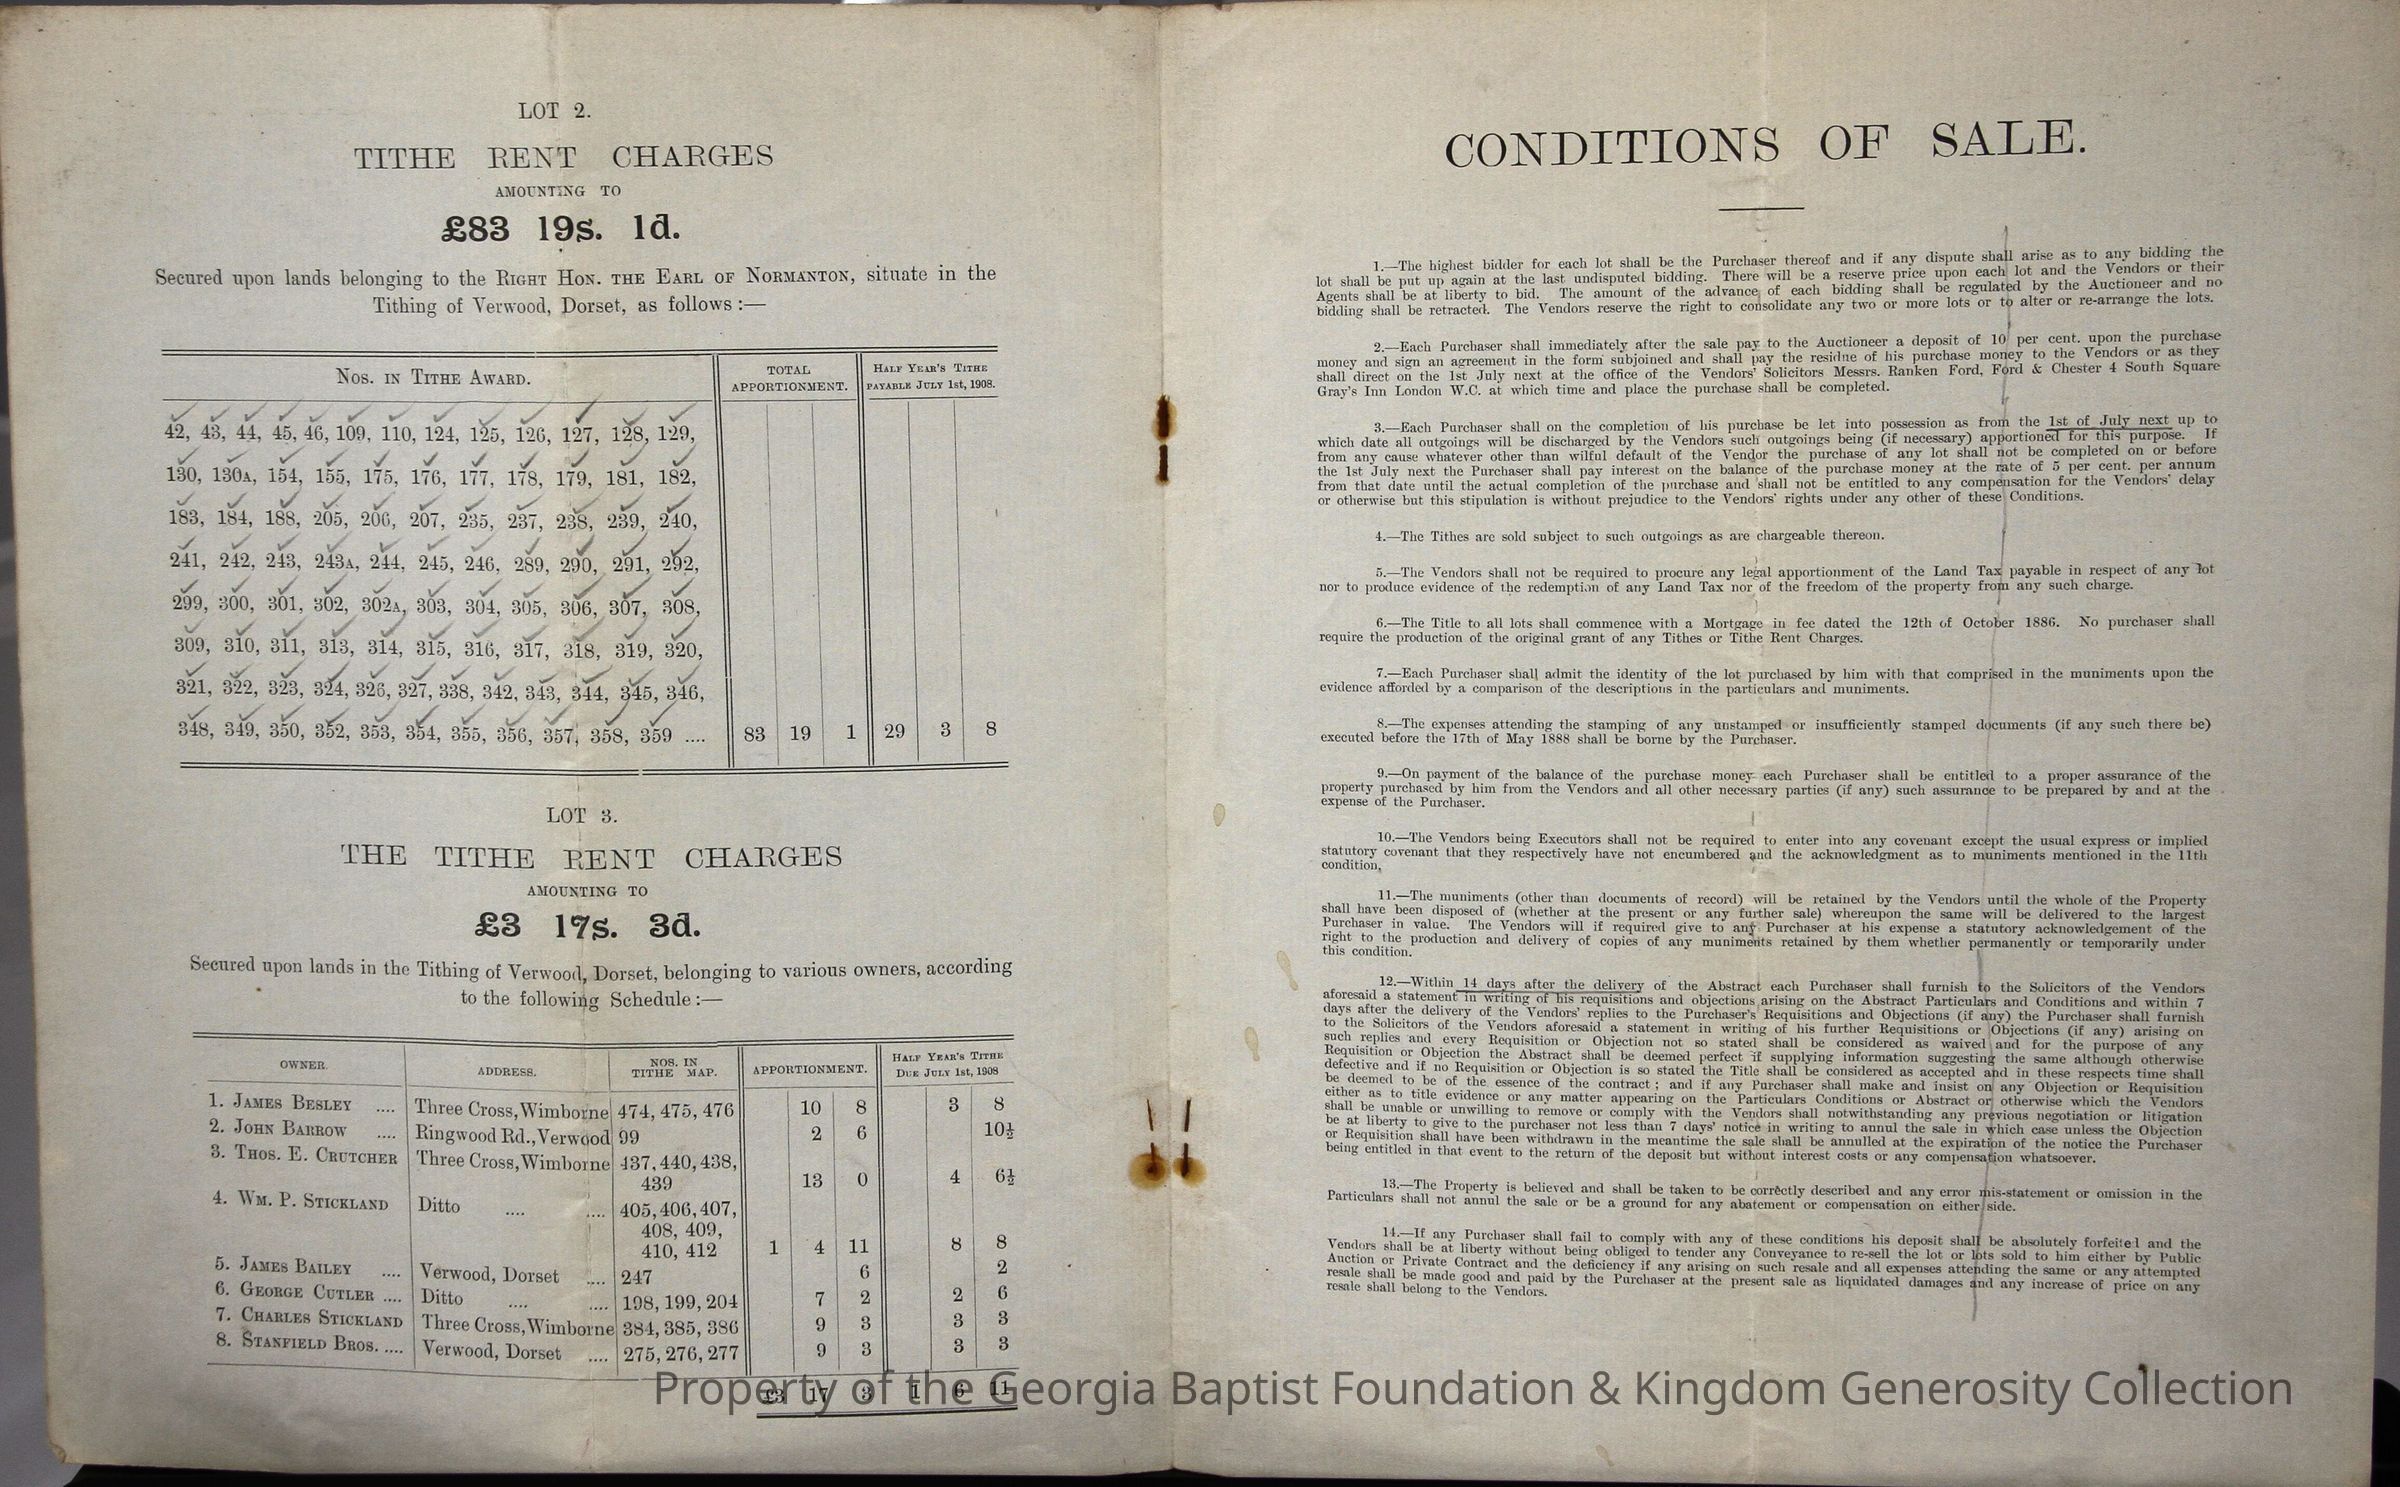 LOT 2.
TITHE RENT CHARGES
AMOUNTING TO
£83 19s. 1d.
Secured upon lands belonging to the Right Hon. the Earl of Normanton, situate in the
Tithing of Verwood, Dorset, as follows :—
Nos. in Tithe Award. TOTAL APPORTIONMENT. Half Year's Tithe payable July 1st, 1908.
42, 43, 44, 45, 46, 109, 110, 124, 125, 126, 127, 128, 129,
130, 130A, 154, 155, 175, 176, 177, 178, 179, 181, 182,
183, 184, 188, 205, 206, 207, 235, 237, 238, 239, 240,
241, 242, 243, 243A, 244, 245, 246, 289, 290, 291, 292,
299, 300, 301, 302, 302A, 303, 304, 305, 306, 307, 308,
309, 310, 311, 313, 314, 315, 316, 317, 318, 319, 320,
321, 322, 323, 324, 326, 327, 338, 342, 343, 344, 345, 346,
348, 349, 350, 352, 353, 354, 355, 356, 357, 358, 359 .... 83 19 1 29 3 8
LOT 3.
THE TITHE RENT CHARGES
AMOUNTING TO
£3 17s. 3d.
Secured upon lands in the Tithing of Verwood, Dorset, belonging to various owners, according
to the following Schedule :—
OWNER. ADDRESS. NOS. IN TITHE MAP. APPORTIONMENT. Half Year's Tithe Due July 1st, 1908
1. James Besley .... Three Cross, Wimborne 474, 475, 476 10 8 3 8
2. John Barrow .... Ringwood Rd., Verwood 99 2 6 10½
3. Thos. E. Crutcher Three Cross, Wimborne 437, 440, 438,
439 13 0 4 6½
4. Wm. P. Stickland Ditto .... .... 405, 406, 407,
408, 409,
410, 412 1 4 11 8 8
5. James Bailey .... Verwood, Dorset .... 247 6 2
6. George Cutler .... Ditto .... .... 198, 199, 204 7 2 2 6
7. Charles Stickland Three Cross, Wimborne 384, 385, 386 9 3 3 3
8. Stanfield Bros. .... Verwood, Dorset .... 275, 276, 277 9 3 3 3
£3 17 3 1 6 11
CONDITIONS OF SALE.
1.—The highest bidder for each lot shall be the Purchaser thereof and if any dispute shall arise as to any bidding the
lot shall be put up again at the last undisputed bidding. There will be a reserve price upon each lot and the Vendors or their
Agents shall be at liberty to bid. The amount of the advance of each bidding shall be regulated by the Auctioneer and no
bidding shall be retracted. The Vendors reserve the right to consolidate any two or more lots or to alter or re-arrange the lots.
2.—Each Purchaser shall immediately after the sale pay to the Auctioneer a deposit of 10 per cent. upon the purchase
money and sign an agreement in the form subjoined and shall pay the residue of his purchase money to the Vendors or as they
shall direct on the 1st July next at the office of the Vendors' Solicitors Messrs. Ranken Ford, Ford & Chester 4 South Square
Gray's Inn London W.C. at which time and place the purchase shall be completed.
3.—Each Purchaser shall on the completion of his purchase be let into possession as from the 1st of July next up to
which date all outgoings will be discharged by the Vendors such outgoings being (if necessary) apportioned for this purpose. If
from any cause whatever other than wilful default of the Vendor the purchase of any lot shall not be completed on or before
the 1st July next the Purchaser shall pay interest on the balance of the purchase money at the rate of 5 per cent. per annum
from that date until the actual completion of the purchase and shall not be entitled to any compensation for the Vendors' delay
or otherwise but this stipulation is without prejudice to the Vendors' rights under any other of these Conditions.
4.—The Tithes are sold subject to such outgoings as are chargeable thereon.
5.—The Vendors shall not be required to procure any legal apportionment of the Land Tax payable in respect of any lot
nor to produce evidence of the redemption of any Land Tax nor of the freedom of the property from any such charge.
6.—The Title to all lots shall commence with a Mortgage in fee dated the 12th of October 1886. No purchaser shall
require the production of the original grant of any Tithes or Tithe Rent Charges.
7.—Each Purchaser shall admit the identity of the lot purchased by him with that comprised in the muniments upon the
evidence afforded by a comparison of the descriptions in the particulars and muniments.
8.—The expenses attending the stamping of any unstamped or insufficiently stamped documents (if any such there be)
executed before the 17th of May 1888 shall be borne by the Purchaser.
9.—On payment of the balance of the purchase money each Purchaser shall be entitled to a proper assurance of the
property purchased by him from the Vendors and all other necessary parties (if any) such assurance to be prepared by and at the
expense of the Purchaser.
10.—The Vendors being Executors shall not be required to enter into any covenant except the usual express or implied
statutory covenant that they respectively have not encumbered and the acknowledgment as to muniments mentioned in the 11th
condition,
11.—The muniments (other than documents of record) will be retained by the Vendors until the whole of the Property
shall have been disposed of (whether at the present or any further sale) whereupon the same will be delivered to the largest
Purchaser in value. The Vendors will if required give to any Purchaser at his expense a statutory acknowledgement of the
right to the production and delivery of copies of any muniments retained by them whether permanently or temporarily under
this condition.
12.—Within 14 days after the delivery of the Abstract each Purchaser shall furnish to the Solicitors of the Vendors
aforesaid a statement in writing of his requisitions and objections arising on the Abstract Particulars and Conditions and within 7
days after the delivery of the Vendors' replies to the Purchaser's Requisitions and Objections (if any) the Purchaser shall furnish
to the Solicitors of the Vendors aforesaid a statement in writing of his further Requisitions or Objections (if any) arising on
such replies and every Requisition or Objection not so stated shall be considered as waived and for the purpose of any
Requisition or Objection the Abstract shall be deemed perfect if supplying information suggesting the same although otherwise
defective and if no Requisition or Objection is so stated the Title shall be considered as accepted and in these respects time shall
be deemed to be of the essence of the contract ; and if any Purchaser shall make and insist on any Objection or Requisition
either as to title evidence or any matter appearing on the Particulars Conditions or Abstract or otherwise which the Vendors
shall be unable or unwilling to remove or comply with the Vendors shall notwithstanding any previous negotiation or litigation
be at liberty to give to the purchaser not less than 7 days' notice in writing to annul the sale in which case unless the Objection
or Requisition shall have been withdrawn in the meantime the sale shall be annulled at the expiration of the notice the Purchaser
being entitled in that event to the return of the deposit but without interest costs or any compensation whatsoever.
13.—The Property is believed and shall be taken to be correctly described and any error mis-statement or omission in the
Particulars shall not annul the sale or be a ground for any abatement or compensation on either side.
14.—If any Purchaser shall fail to comply with any of these conditions his deposit shall be absolutely forfeited and the
Vendors shall be at liberty without being obliged to tender any Conveyance to re-sell the lot or lots sold to him either by Public
Auction or Private Contract and the deficiency if any arising on such resale and all expenses attending the same or any attempted
resale shall be made good and paid by the Purchaser at the present sale as liquidated damages and any increase of price on any
resale shall belong to the Vendors.
Property of the Georgia Baptist Foundation & Kingdom Generosity Collection